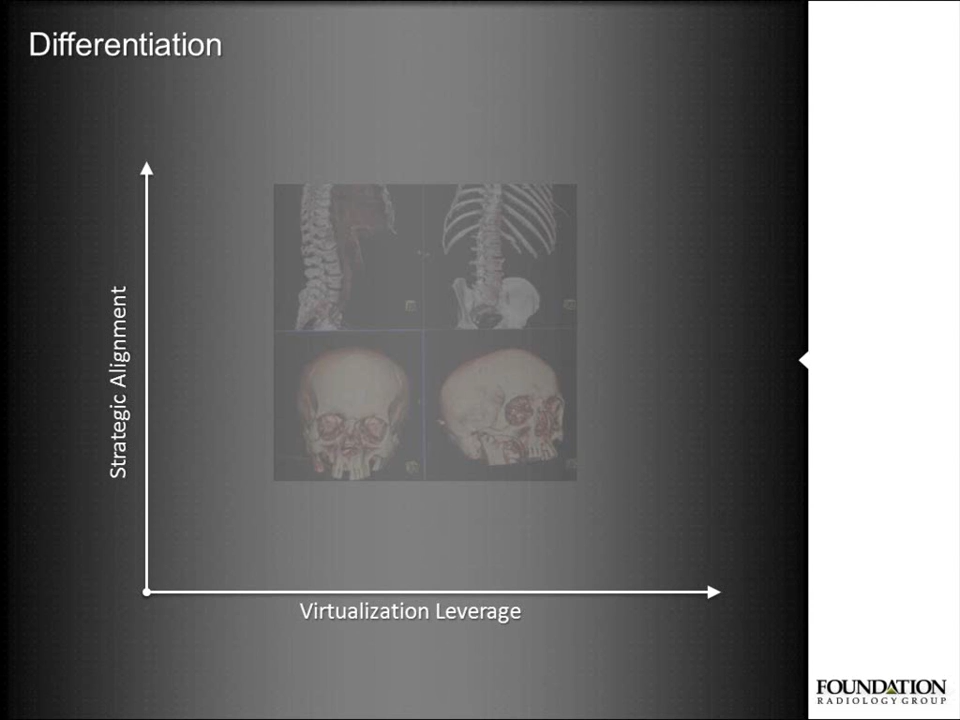 Differentiation
Strategic Alignment
Virtualization Leverage
FOUNDATION
RADIOLOGY GROUP